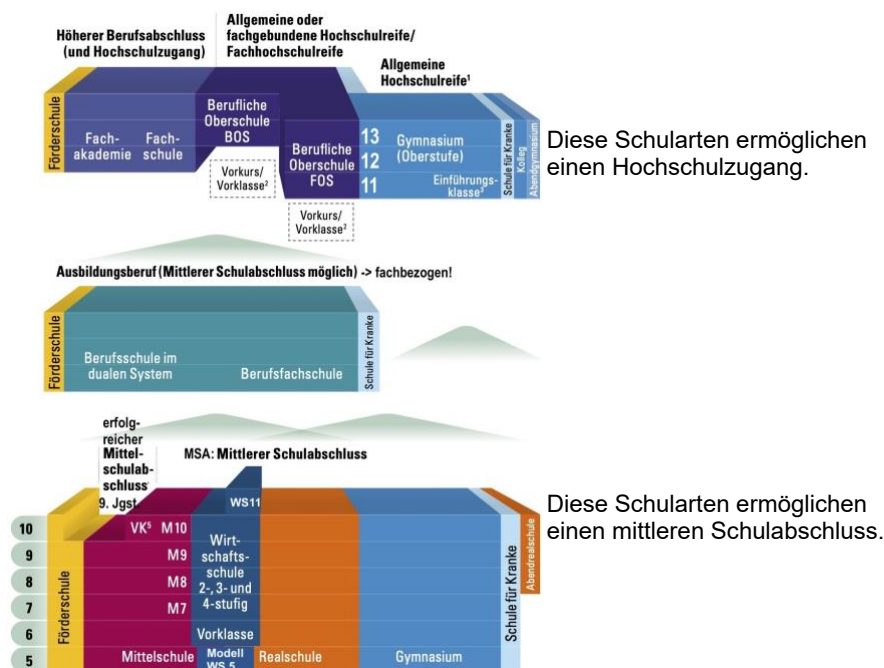 Höherer Berufsabschluss
(und Hochschulzugang)
Allgemeine oder
fachgebundene Hochschulreife/
Fachhochschulreife
Allgemeine
Hochschulreife¹
Förderschule
Fach-
akademie
Fach-
schule
Berufliche
Oberschule
BOS
Vorkurs/
Vorklasse²
Berufliche
Oberschule
FOS
Vorkurs/
Vorklasse²
13
12
11
Gymnasium
(Oberstufe)
Einführungs-
klasse³
Schule für Kranke
Kolleg
Abendgymnasium
Diese Schularten ermöglichen
einen Hochschulzugang.
Ausbildungsberuf (Mittlerer Schulabschluss möglich) -> fachbezogen!
Förderschule
Berufsschule im
dualen System
Berufsfachschule
Schule für Kranke
erfolg-
reicher
Mittel-
schulab-
schluss
9. Jgst.
MSA: Mittlerer Schulabschluss
10
9
8
7
6
5
Förderschule
VK⁵ M10
M9
M8
M7
Mittelschule
WS11
Wirt-
schafts-
schule
2-, 3- und
4-stufig
Vorklasse
Modell
WS 5
Realschule
Gymnasium
Schule für Kranke
Abendrealschule
Diese Schularten ermöglichen
einen mittleren Schulabschluss.